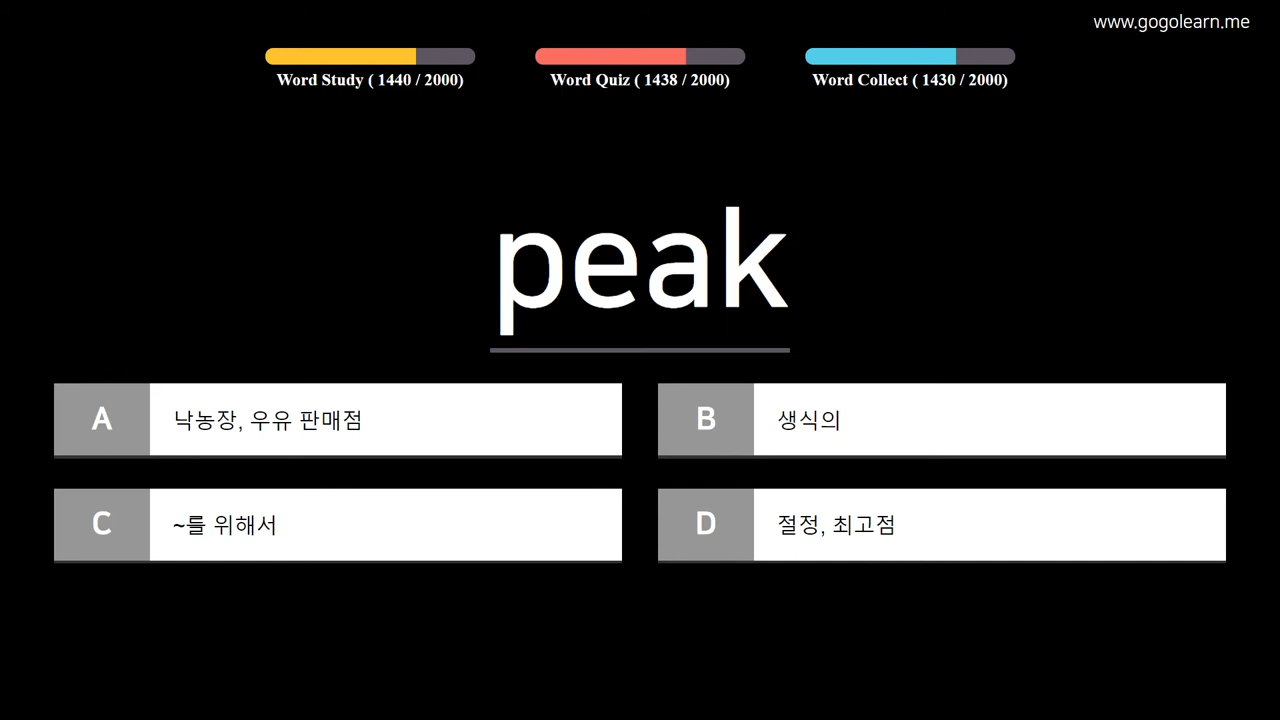 www.gogolearn.me
Word Study ( 1440 / 2000)
Word Quiz ( 1438 / 2000)
Word Collect ( 1430 / 2000)
peak
A 낙농장, 우유 판매점
B 생식의
C ~를 위해서
D 절정, 최고점